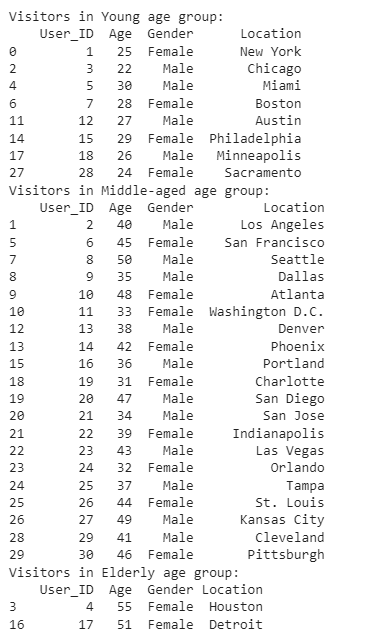 Visitors in Young age group:
    User_ID  Age  Gender      Location
0         1   25  Female      New York
2         3   22    Male       Chicago
4         5   30    Male         Miami
6         7   28  Female        Boston
11       12   27    Male        Austin
14       15   29  Female  Philadelphia
17       18   26    Male   Minneapolis
27       28   24  Female    Sacramento
Visitors in Middle-aged age group:
    User_ID  Age  Gender         Location
1         2   40    Male      Los Angeles
5         6   45  Female    San Francisco
7         8   50    Male          Seattle
8         9   35    Male           Dallas
9        10   48  Female          Atlanta
10       11   33  Female  Washington D.C.
12       13   38    Male           Denver
13       14   42  Female          Phoenix
15       16   36    Male         Portland
18       19   31  Female        Charlotte
19       20   47    Male        San Diego
20       21   34    Male         San Jose
21       22   39  Female     Indianapolis
22       23   43    Male        Las Vegas
23       24   32  Female          Orlando
24       25   37    Male            Tampa
25       26   44  Female        St. Louis
26       27   49    Male      Kansas City
28       29   41    Male        Cleveland
29       30   46  Female       Pittsburgh
Visitors in Elderly age group:
    User_ID  Age  Gender Location
3         4   55  Female  Houston
16       17   51  Female  Detroit